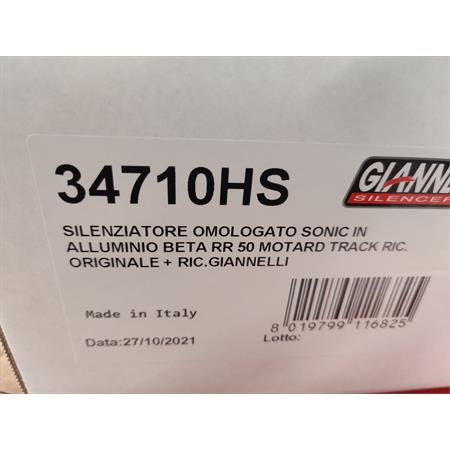 34710HS
GIANNE
SILENCER
SILENZIATORE OMOLOGATO SONIC IN
ALLUMINIO BETA RR 50 MOTARD TRACK RIC.
ORIGINALE + RIC.GIANNELLI
Made in Italy
8 019799 116825
Data:27/10/2021
Lotto: